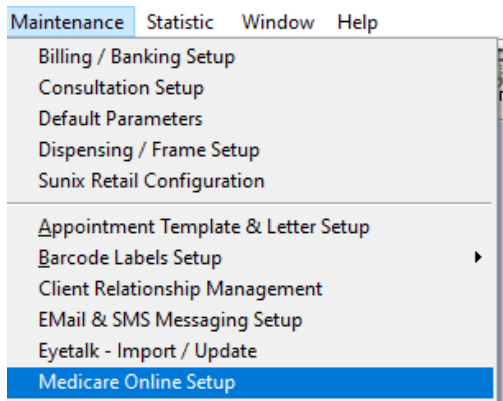 Maintenance Statistic Window Help
Billing / Banking Setup
Consultation Setup
Default Parameters
Dispensing / Frame Setup
Sunix Retail Configuration
Appointment Template & Letter Setup
Barcode Labels Setup
Client Relationship Management
EMail & SMS Messaging Setup
Eyetalk - Import / Update
Medicare Online Setup